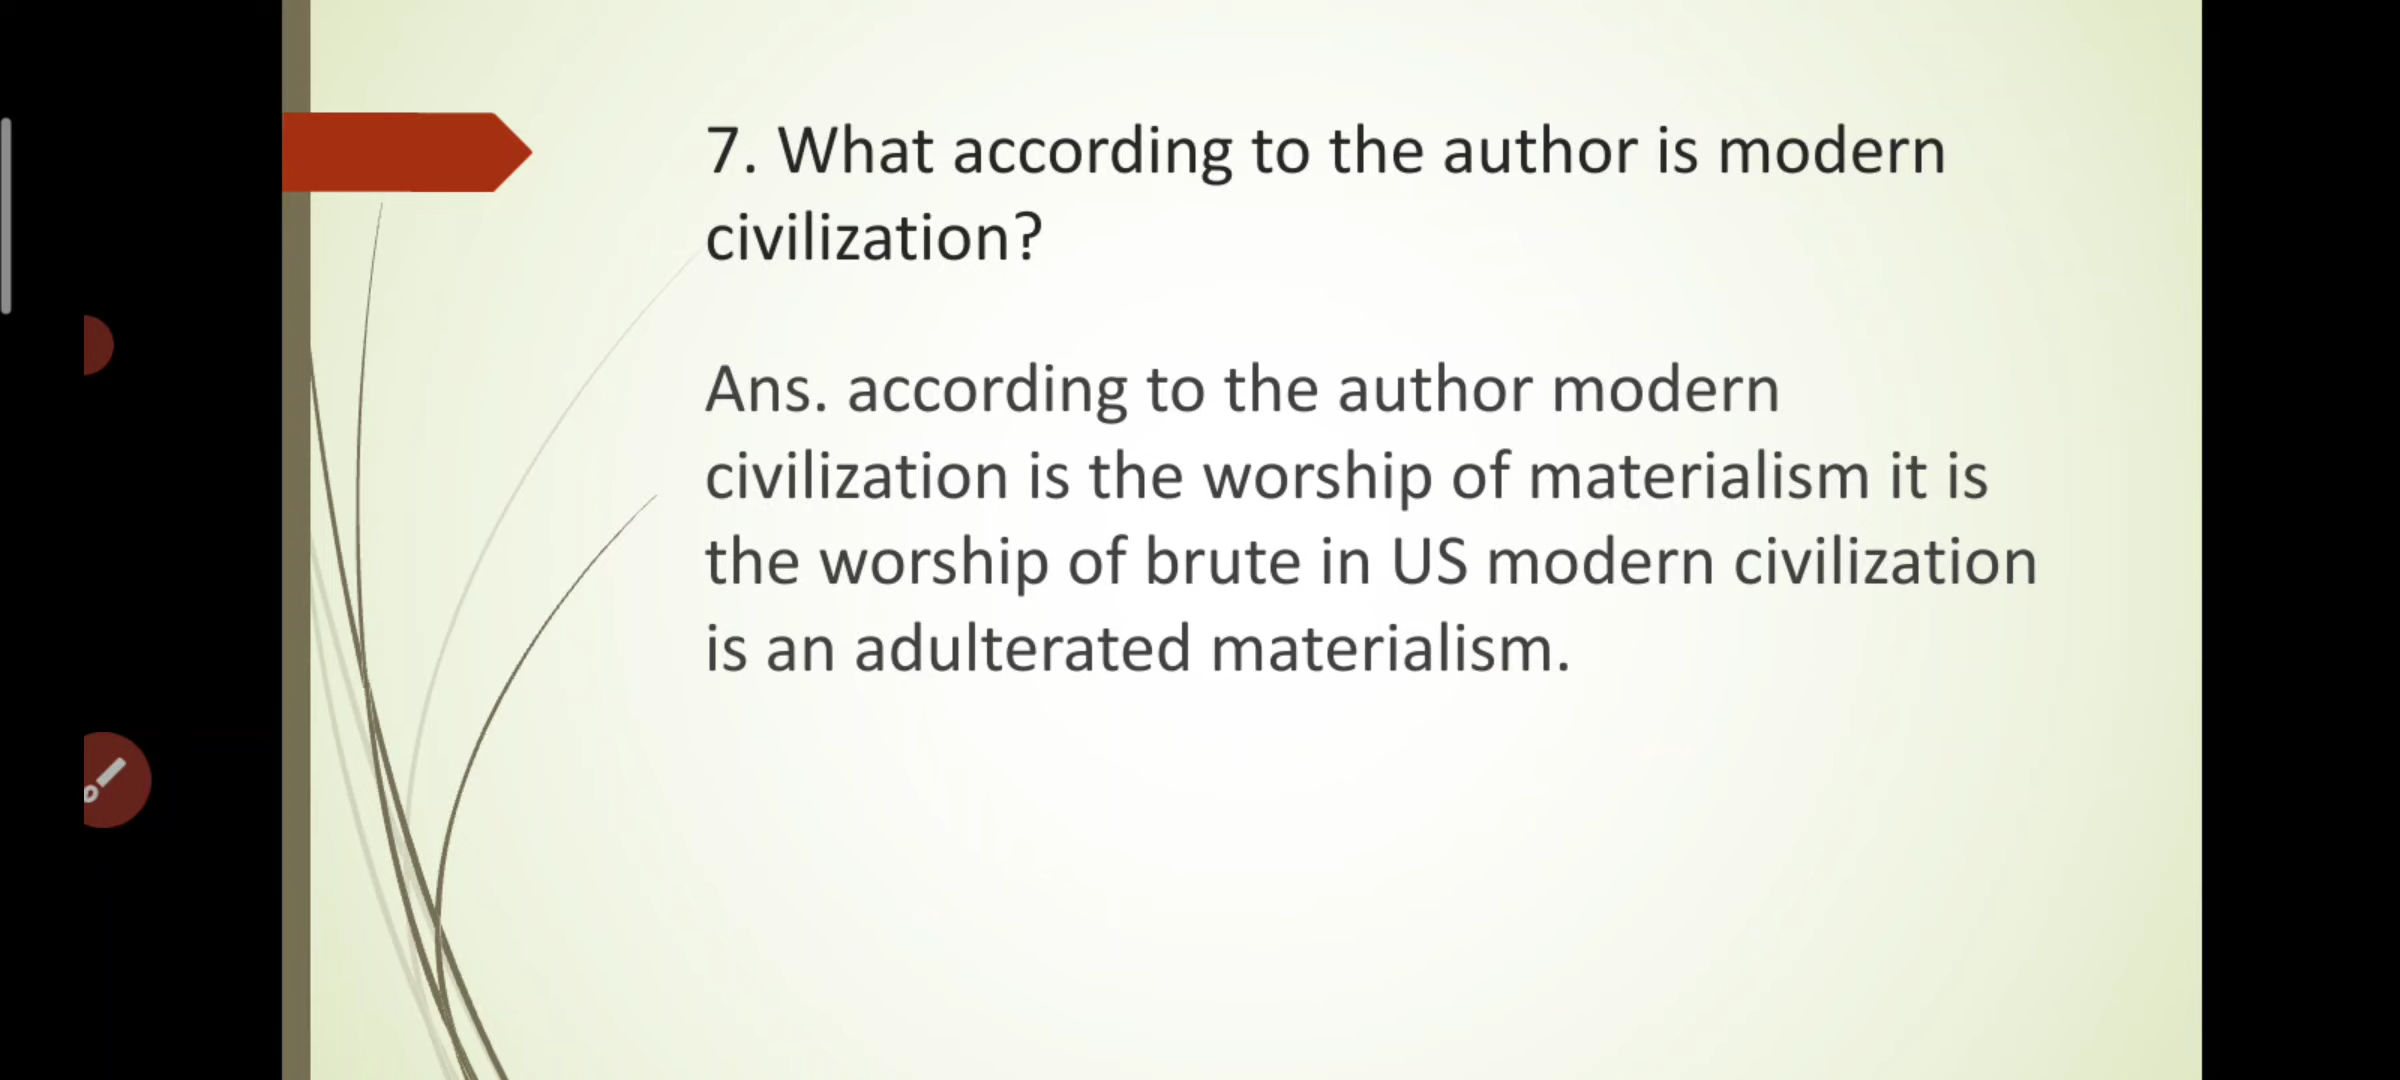 7. What according to the author is modern
civilization?
Ans. according to the author modern
civilization is the worship of materialism it is
the worship of brute in US modern civilization
is an adulterated materialism.